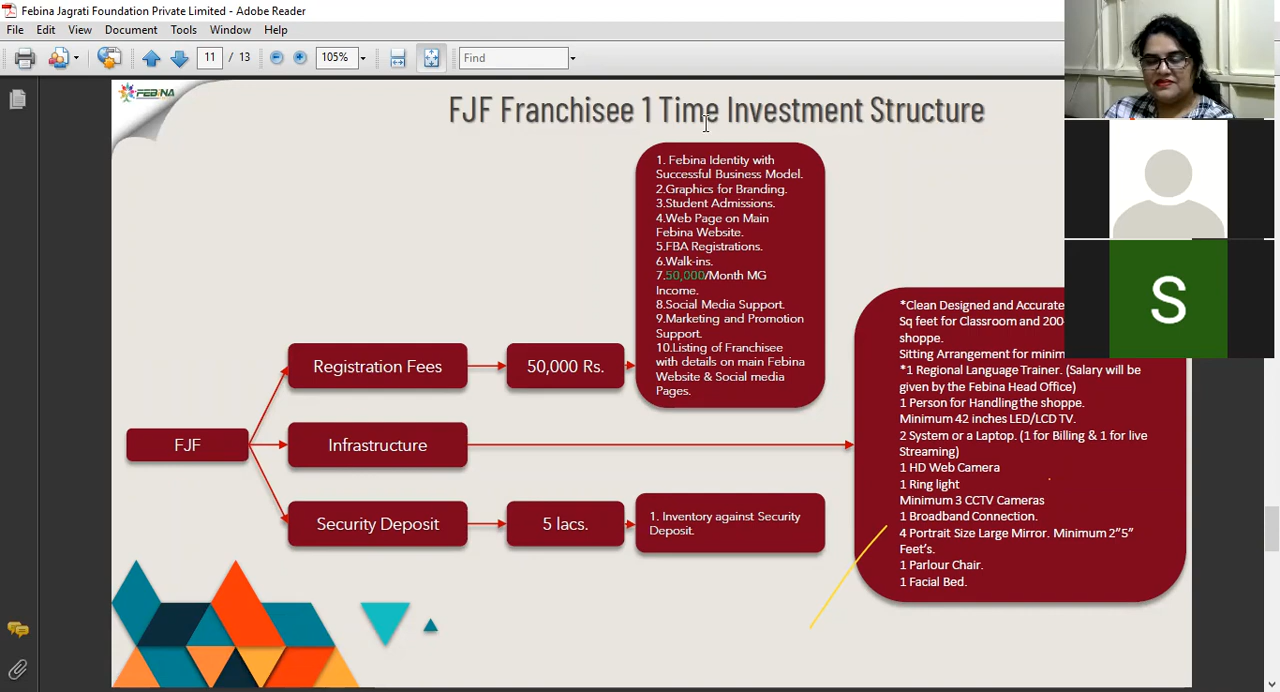 Febina Jagrati Foundation Private Limited - Adobe Reader
File Edit View Document Tools Window Help
11 / 13 105% Find
FEBINA
FJF Franchisee 1 Time Investment Structure
1. Febina Identity with
Successful Business Model.
2.Graphics for Branding.
3.Student Admissions.
4.Web Page on Main
Febina Website.
5.FBA Registrations.
6.Walk-ins.
7.50,000/Month MG
Income.
8.Social Media Support.
9.Marketing and Promotion
Support.
10.Listing of Franchisee
with details on main Febina
Website & Social media
Pages.
Registration Fees
50,000 Rs.
FJF
Infrastructure
Security Deposit
5 lacs.
1. Inventory against Security
Deposit.
*Clean Designed and Accurate
Sq feet for Classroom and 200
shoppe.
Sitting Arrangement for minim
*1 Regional Language Trainer. (Salary will be
given by the Febina Head Office)
1 Person for Handling the shoppe.
Minimum 42 inches LED/LCD TV.
2 System or a Laptop. (1 for Billing & 1 for live
Streaming)
1 HD Web Camera
1 Ring light
Minimum 3 CCTV Cameras
1 Broadband Connection.
4 Portrait Size Large Mirror. Minimum 2”5”
Feet’s.
1 Parlour Chair.
1 Facial Bed.
S